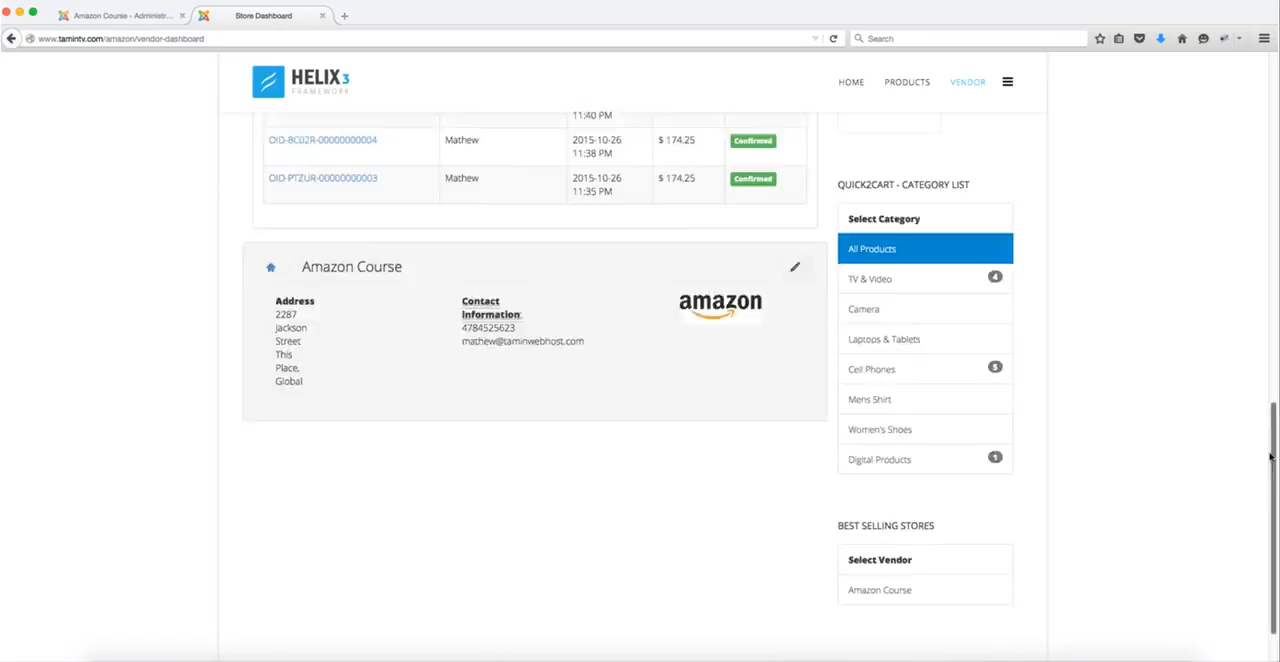 Amazon Course - Administr...
Store Dashboard
www.tamintv.com/amazon/vendor-dashboard
Search
HELIX3
FRAMEWORK
HOME PRODUCTS VENDOR
11:40 PM
OID-8C02R-00000000004 Mathew 2015-10-26 $ 174.25 Confirmed
11:38 PM
OID-PTZUR-00000000003 Mathew 2015-10-26 $ 174.25 Confirmed
11:35 PM
Amazon Course
Address
2287
Jackson
Street
This
Place,
Global
Contact
Information:
4784525623
mathew@taminwebhost.com
amazon
QUICK2CART - CATEGORY LIST
Select Category
All Products
TV & Video 4
Camera
Laptops & Tablets
Cell Phones 5
Mens Shirt
Women's Shoes
Digital Products 1
BEST SELLING STORES
Select Vendor
Amazon Course